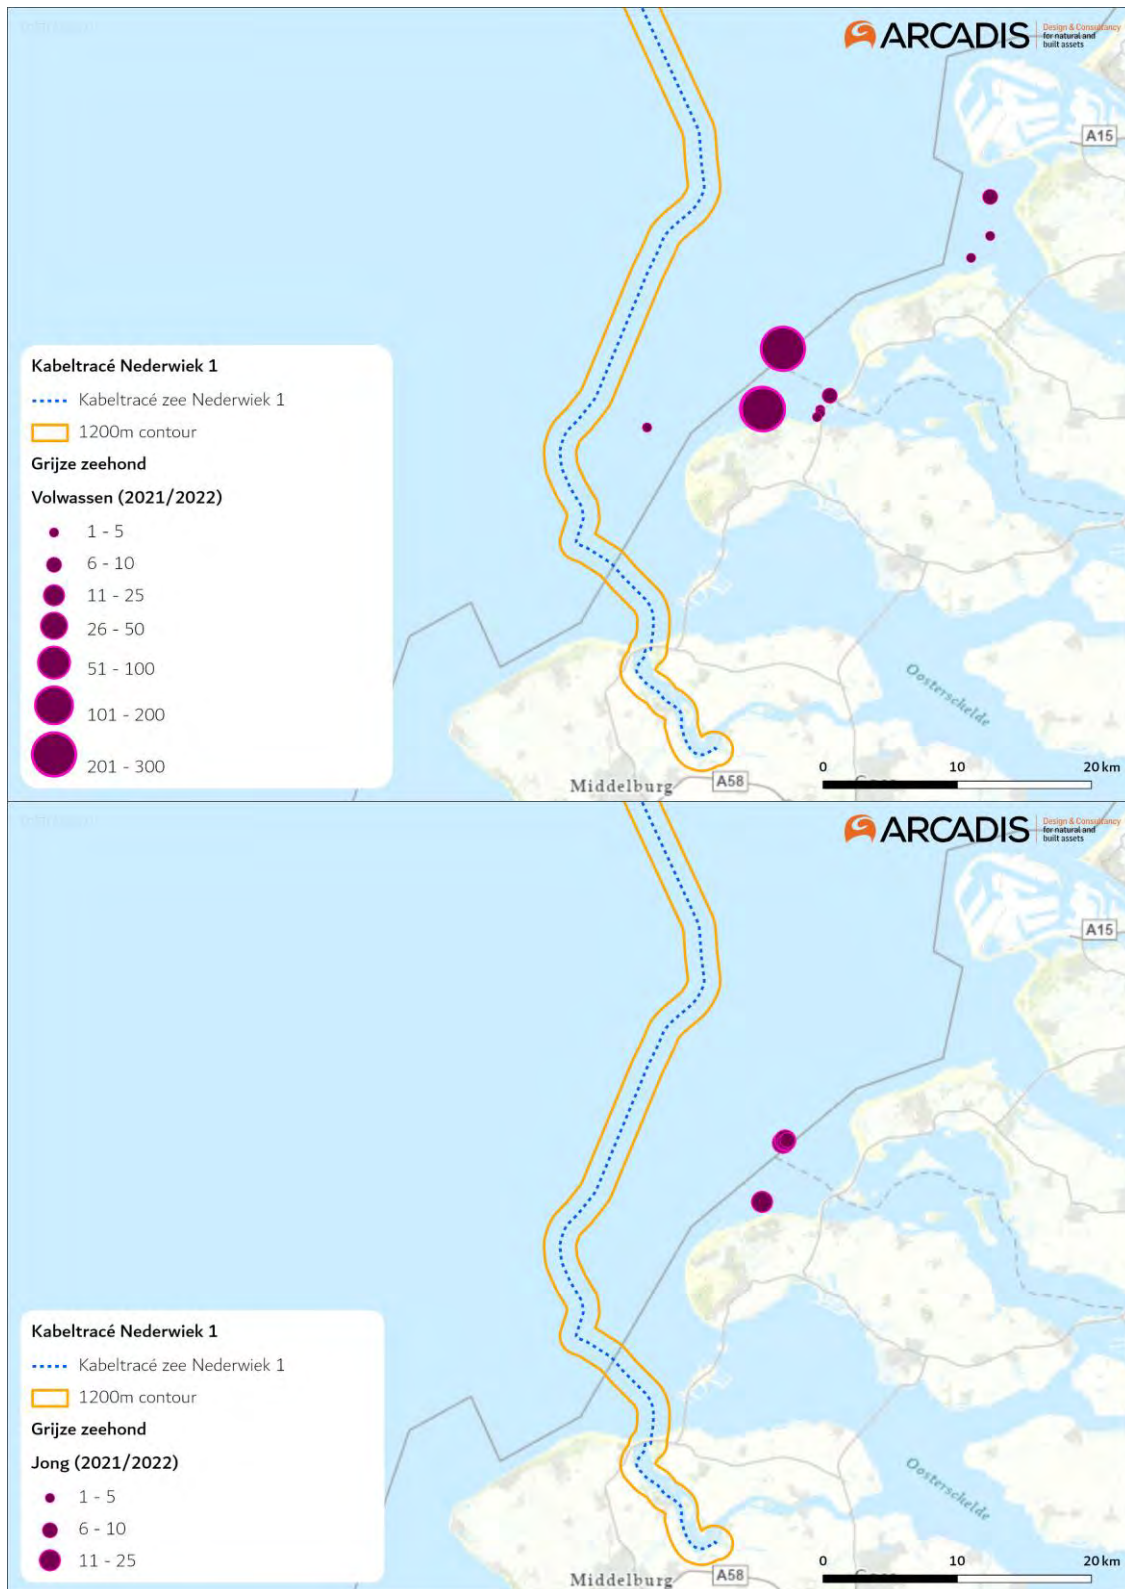 ARCADIS
Design & Consultancy
for natural and
built assets
A15
Kabeltracé Nederwiek 1
Kabeltracé zee Nederwiek 1
1200m contour
Grijze zeehond
Volwassen (2021/2022)
1 - 5
6 - 10
11 - 25
26 - 50
51 - 100
101 - 200
201 - 300
Oosterschelde
Middelburg
A58
0 10 20 km
ARCADIS
Design & Consultancy
for natural and
built assets
A15
Kabeltracé Nederwiek 1
Kabeltracé zee Nederwiek 1
1200m contour
Grijze zeehond
Jong (2021/2022)
1 - 5
6 - 10
11 - 25
Oosterschelde
Middelburg
A58
0 10 20 km